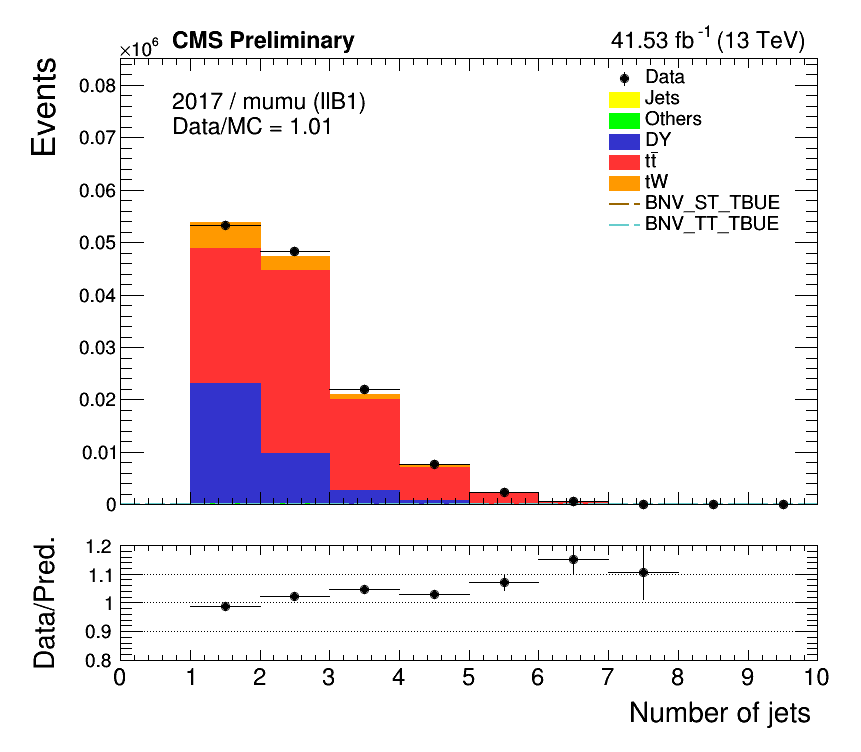 ×10⁶ CMS Preliminary 41.53 fb⁻¹ (13 TeV)
Events
2017 / mumu (llB1)
Data/MC = 1.01
Data
Jets
Others
DY
tt̄
tW
BNV_ST_TBUE
BNV_TT_TBUE
0.08
0.07
0.06
0.05
0.04
0.03
0.02
0.01
0
Data/Pred.
1.2
1.1
1
0.9
0.8
0 1 2 3 4 5 6 7 8 9 10
Number of jets